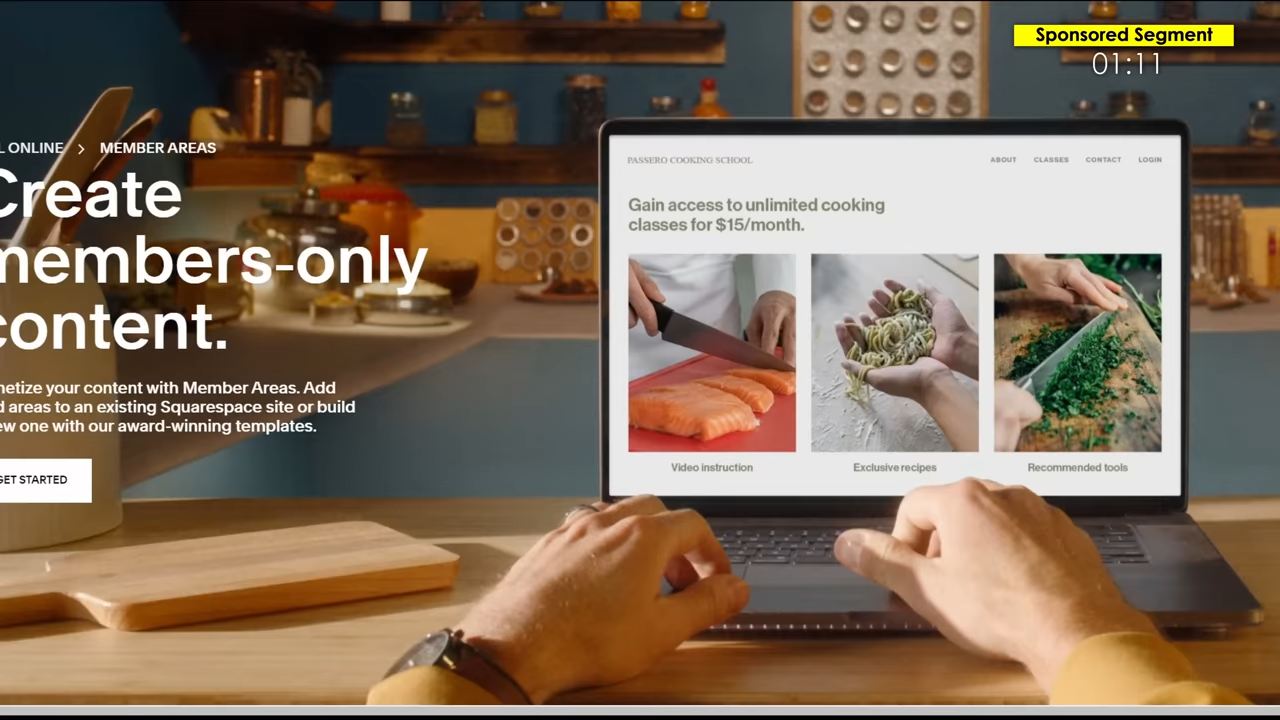 Sponsored Segment
01:11
L ONLINE > MEMBER AREAS
Create
members-only
content.
netize your content with Member Areas. Add
d areas to an existing Squarespace site or build
ew one with our award-winning templates.
GET STARTED
PASSERO COOKING SCHOOL
ABOUT CLASSES CONTACT LOGIN
Gain access to unlimited cooking
classes for $15/month.
Video instruction
Exclusive recipes
Recommended tools